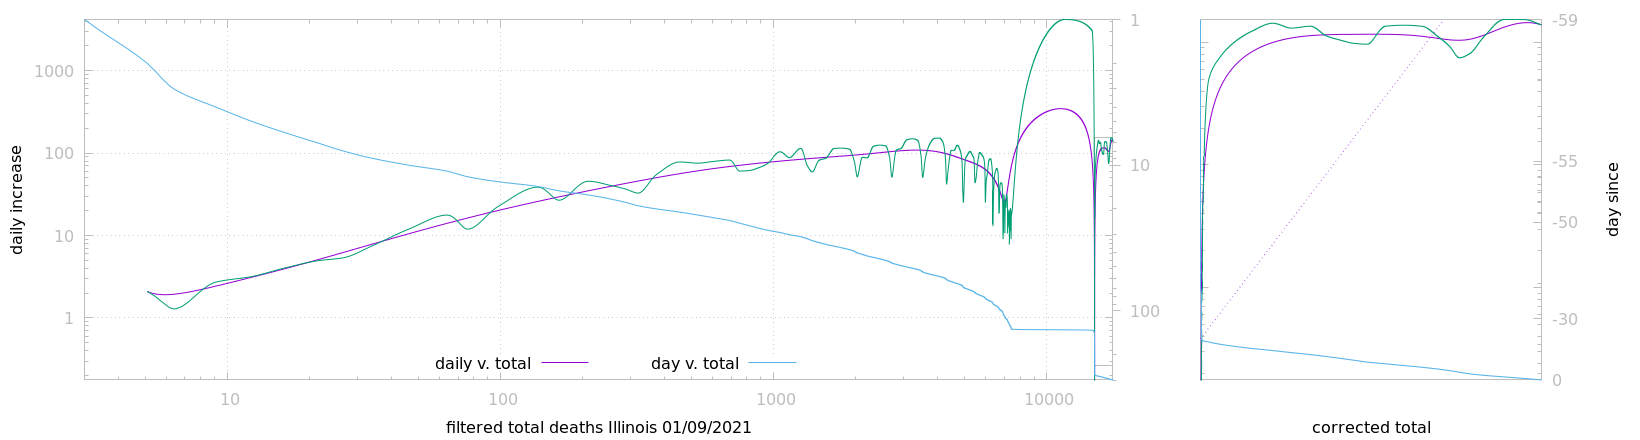 daily increase
1000
100
10
1
10
100
1000
10000
1
10
100
daily v. total
day v. total
filtered total deaths Illinois 01/09/2021
-59
-55
-50
-30
0
day since
corrected total